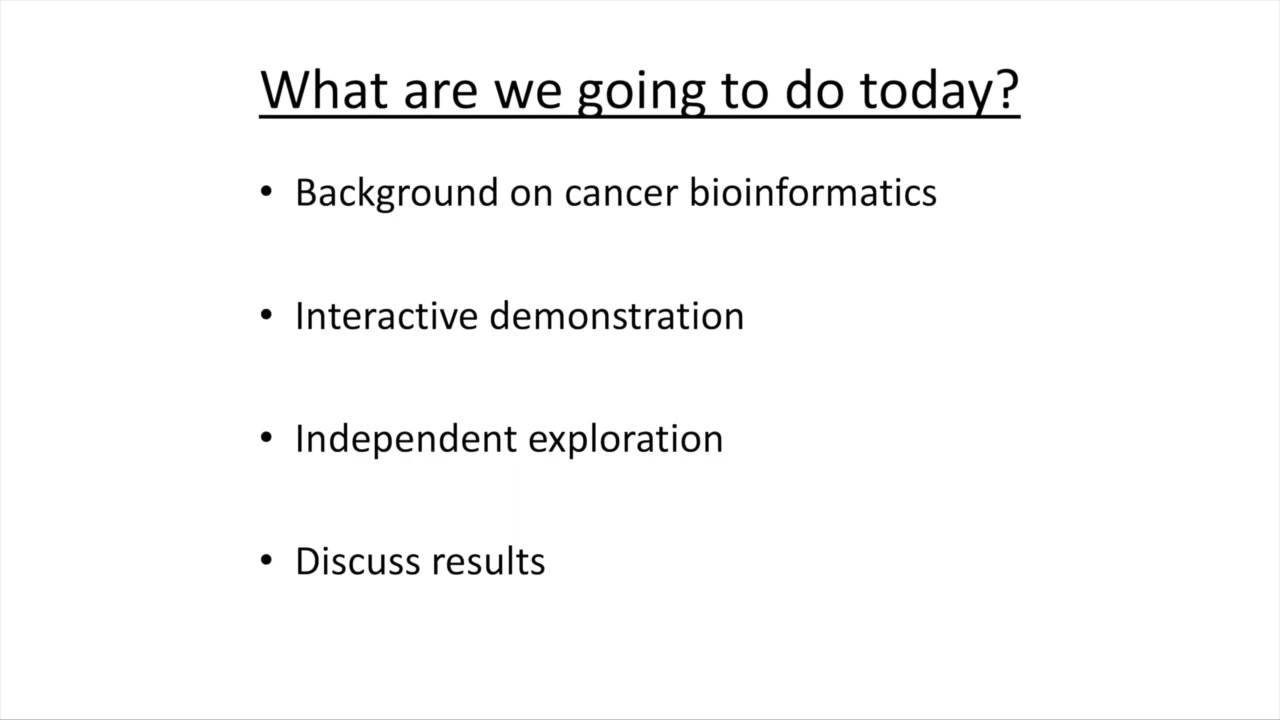 What are we going to do today?
• Background on cancer bioinformatics
• Interactive demonstration
• Independent exploration
• Discuss results